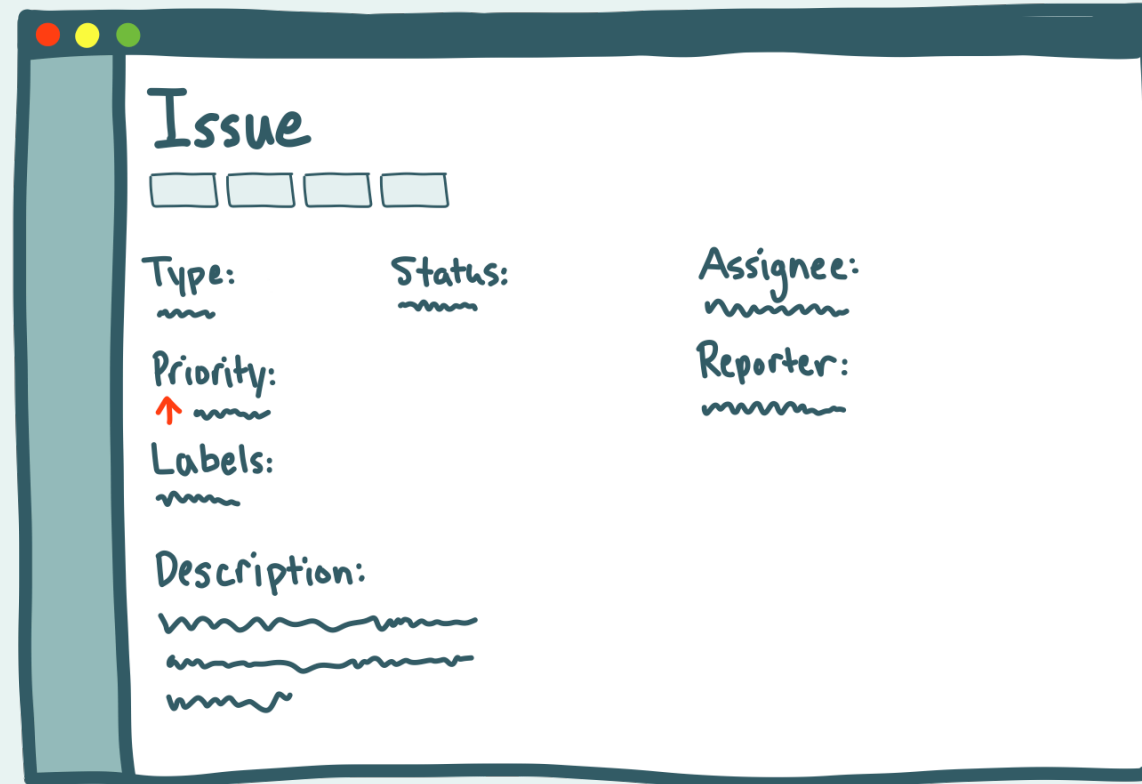 Issue
Type:
Status:
Assignee:
Priority:
Reporter:
Labels:
Description: